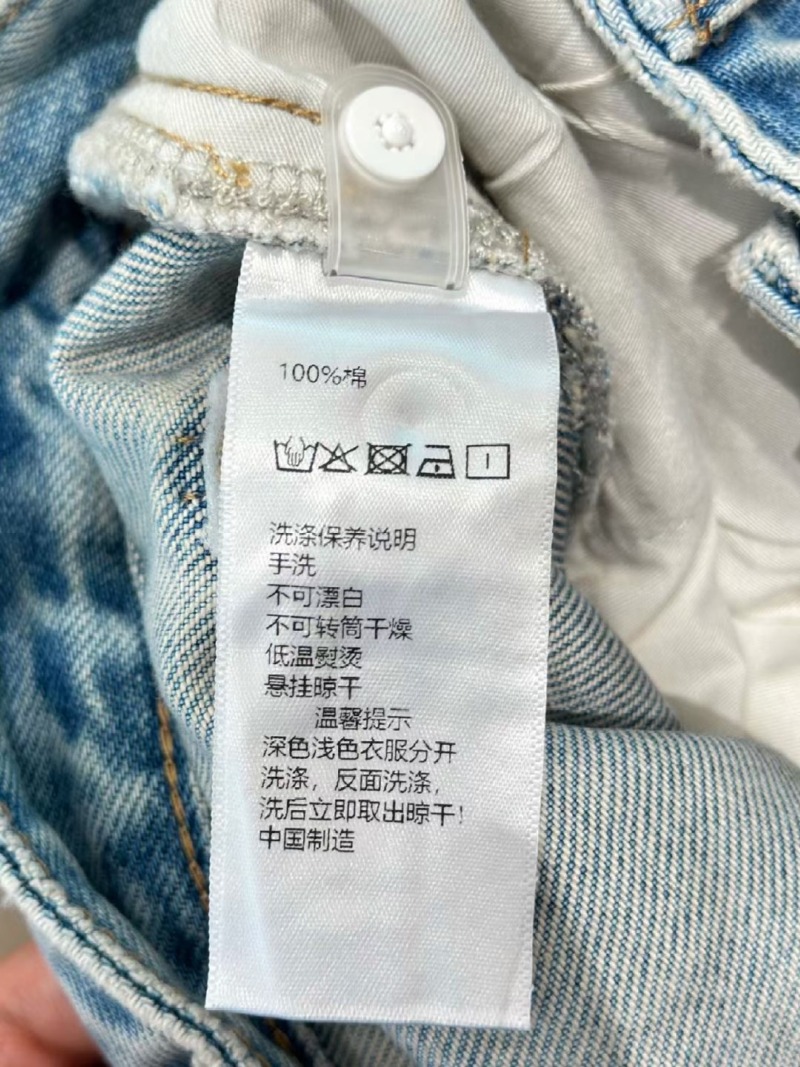 100%棉
洗涤保养说明
手洗
不可漂白
不可转筒干燥
低温熨烫
悬挂晾干
温馨提示
深色浅色衣服分开
洗涤，反面洗涤，
洗后立即取出晾干！
中国制造